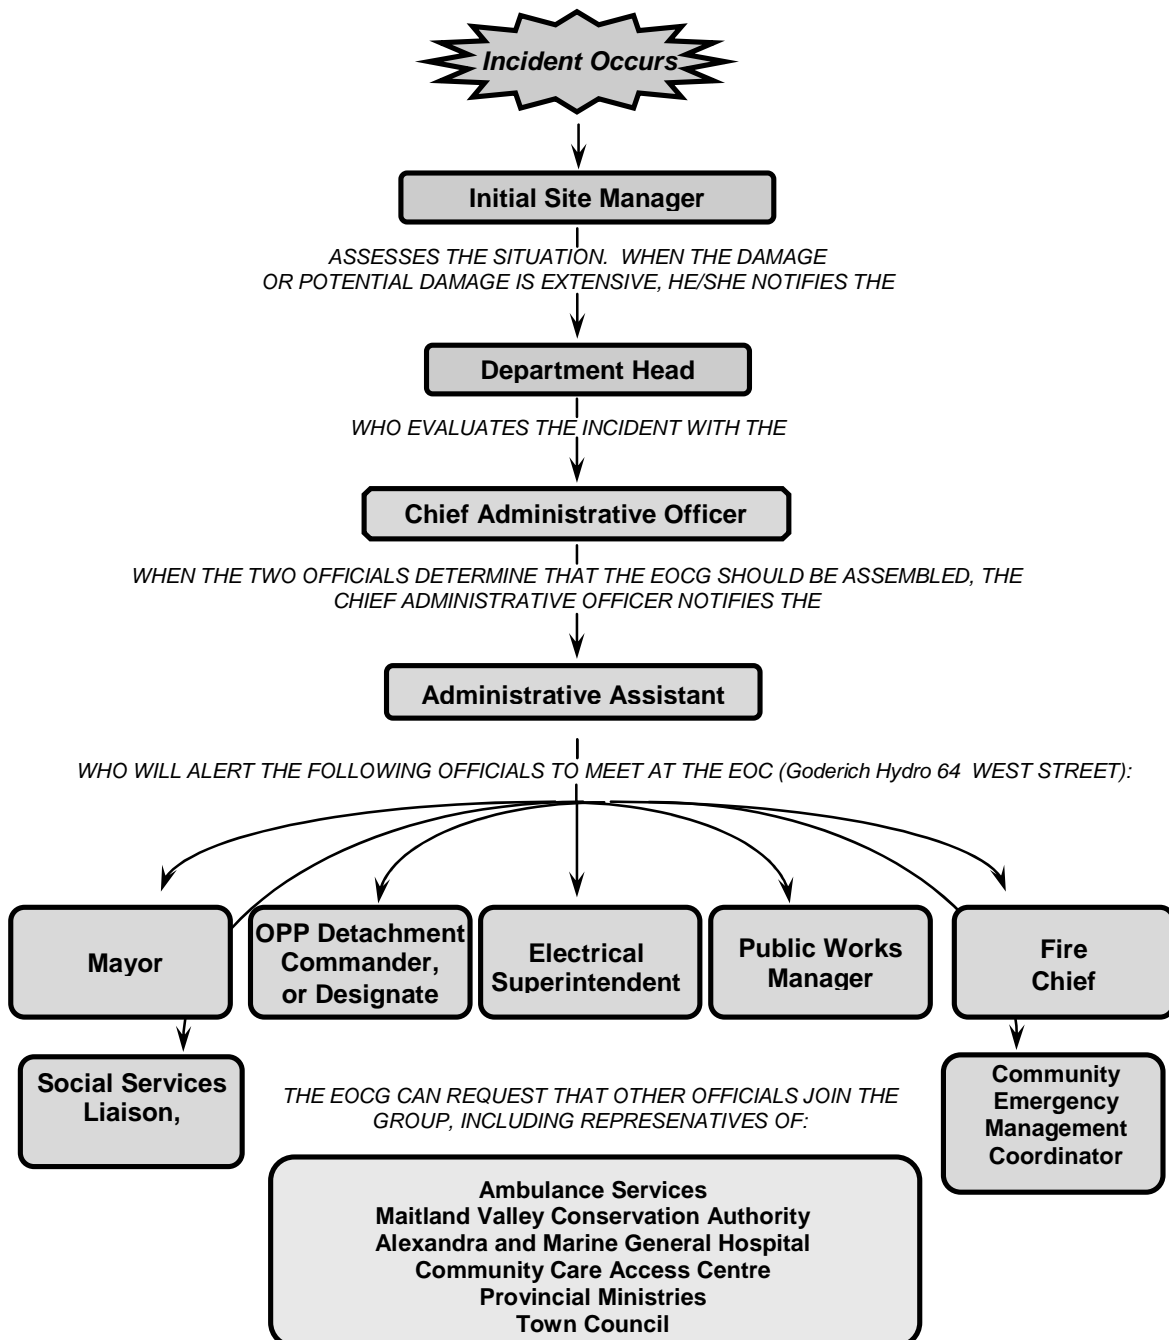 Incident Occurs
Initial Site Manager
ASSESSES THE SITUATION.  WHEN THE DAMAGE
OR POTENTIAL DAMAGE IS EXTENSIVE, HE/SHE NOTIFIES THE
Department Head
WHO EVALUATES THE INCIDENT WITH THE
Chief Administrative Officer
WHEN THE TWO OFFICIALS DETERMINE THAT THE EOCG SHOULD BE ASSEMBLED, THE
CHIEF ADMINISTRATIVE OFFICER NOTIFIES THE
Administrative Assistant
WHO WILL ALERT THE FOLLOWING OFFICIALS TO MEET AT THE EOC (Goderich Hydro 64  WEST STREET):
Mayor
OPP Detachment
Commander,
or Designate
Electrical
Superintendent
Public Works
Manager
Fire
Chief
Social Services
Liaison,
THE EOCG CAN REQUEST THAT OTHER OFFICIALS JOIN THE
GROUP, INCLUDING REPRESENATIVES OF:
Community
Emergency
Management
Coordinator
Ambulance Services
Maitland Valley Conservation Authority
Alexandra and Marine General Hospital
Community Care Access Centre
Provincial Ministries
Town Council